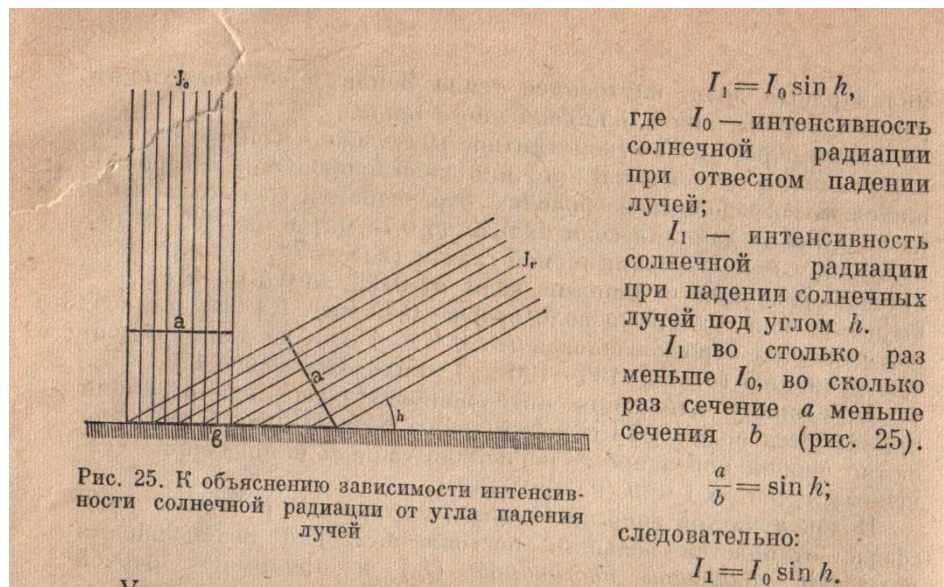 J₀
a
J₁
a
h
в
Рис. 25. К объяснению зависимости интенсив-
ности солнечной радиации от угла падения
лучей
I₁ = I₀ sin h,
где I₀ — интенсивность
солнечной радиации
при отвесном падении
лучей;
I₁ — интенсивность
солнечной радиации
при падении солнечных
лучей под углом h.
I₁ во столько раз
меньше I₀, во сколько
раз сечение a меньше
сечения b (рис. 25).
a/b = sin h;
следовательно:
I₁ = I₀ sin h.